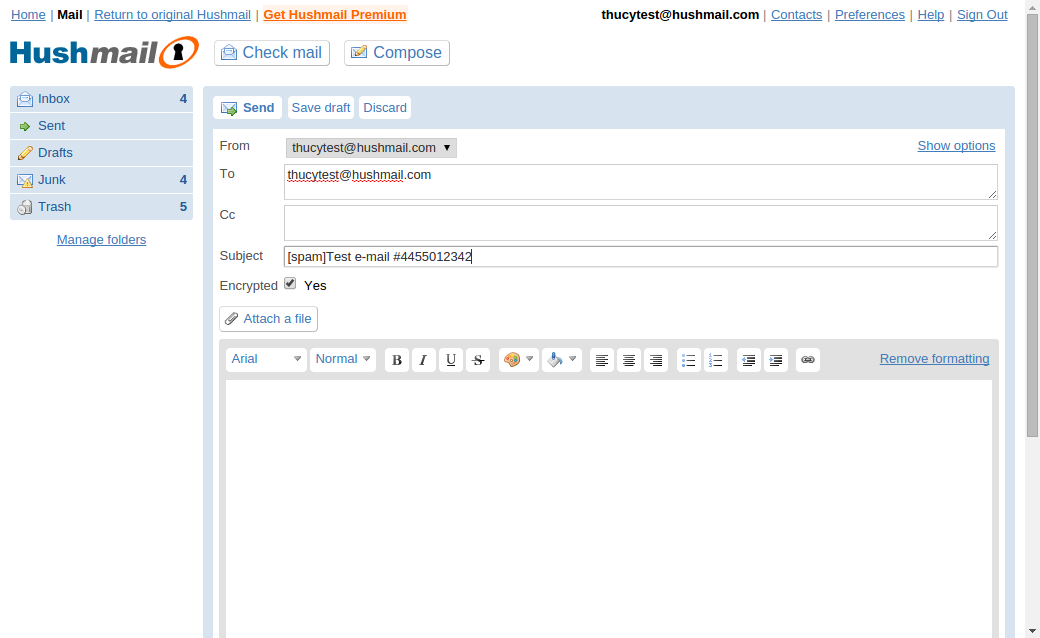 Home | Mail | Return to original Hushmail | Get Hushmail Premium
thucytest@hushmail.com | Contacts | Preferences | Help | Sign Out
Hushmail
Check mail
Compose
Inbox 4
Sent
Drafts
Junk 4
Trash 5
Manage folders
Send Save draft Discard
From thucytest@hushmail.com Show options
To thucytest@hushmail.com
Cc
Subject [spam]Test e-mail #4455012342
Encrypted Yes
Attach a file
Arial Normal B I U S Remove formatting